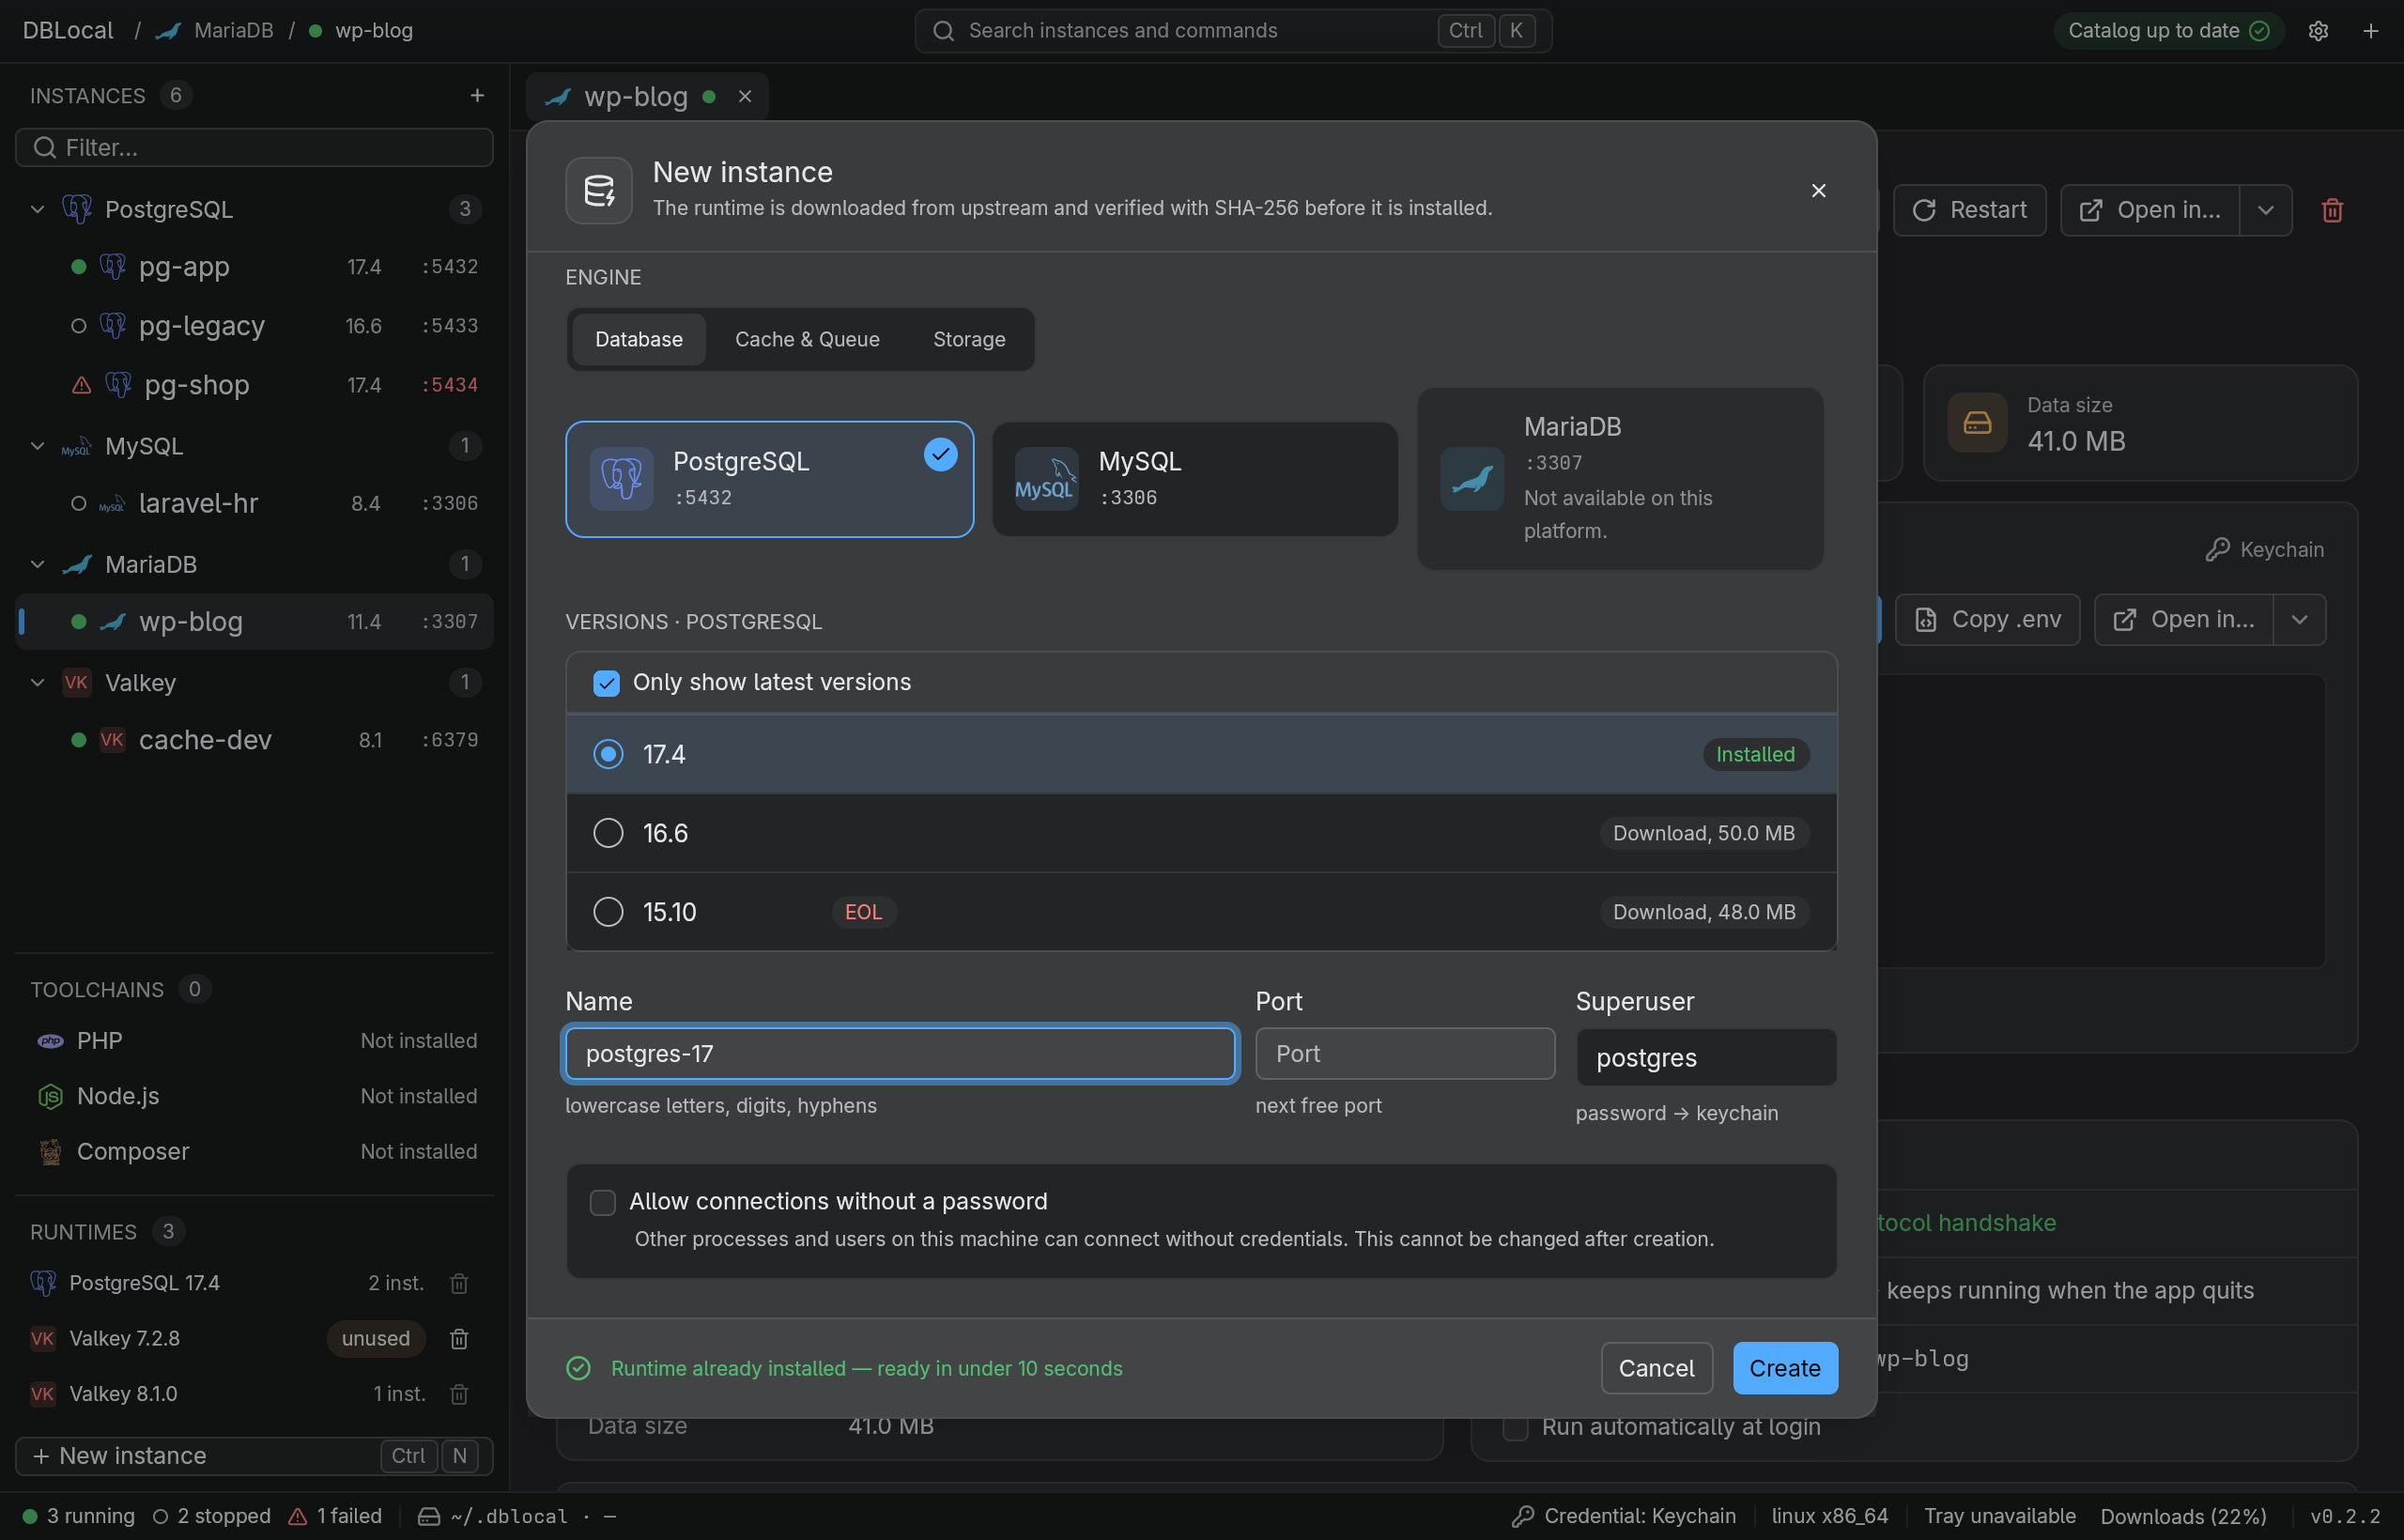 DBLocal / MariaDB / wp-blog
Search instances and commands Ctrl K
Catalog up to date
INSTANCES 6
Filter...
PostgreSQL 3
pg-app 17.4 :5432
pg-legacy 16.6 :5433
pg-shop 17.4 :5434
MySQL 1
laravel-hr 8.4 :3306
MariaDB 1
wp-blog 11.4 :3307
Valkey 1
VK cache-dev 8.1 :6379
TOOLCHAINS 0
PHP Not installed
Node.js Not installed
Composer Not installed
RUNTIMES 3
PostgreSQL 17.4 2 inst.
VK Valkey 7.2.8 unused
VK Valkey 8.1.0 1 inst.
+ New instance Ctrl N
wp-blog
Restart Open in...
Data size
41.0 MB
Keychain
Copy .env Open in...
tocol handshake
keeps running when the app quits
wp-blog
Data size 41.0 MB
Run automatically at login
New instance
The runtime is downloaded from upstream and verified with SHA-256 before it is installed.
ENGINE
Database Cache & Queue Storage
PostgreSQL
:5432
MySQL
MySQL
:3306
MariaDB
:3307
Not available on this
platform.
VERSIONS · POSTGRESQL
Only show latest versions
17.4 Installed
16.6 Download, 50.0 MB
15.10 EOL Download, 48.0 MB
Name Port Superuser
postgres-17 Port postgres
lowercase letters, digits, hyphens next free port password → keychain
Allow connections without a password
Other processes and users on this machine can connect without credentials. This cannot be changed after creation.
Runtime already installed — ready in under 10 seconds
Cancel Create
3 running 2 stopped 1 failed ~/.dblocal · —
Credential: Keychain linux x86_64 Tray unavailable Downloads (22%) v0.2.2